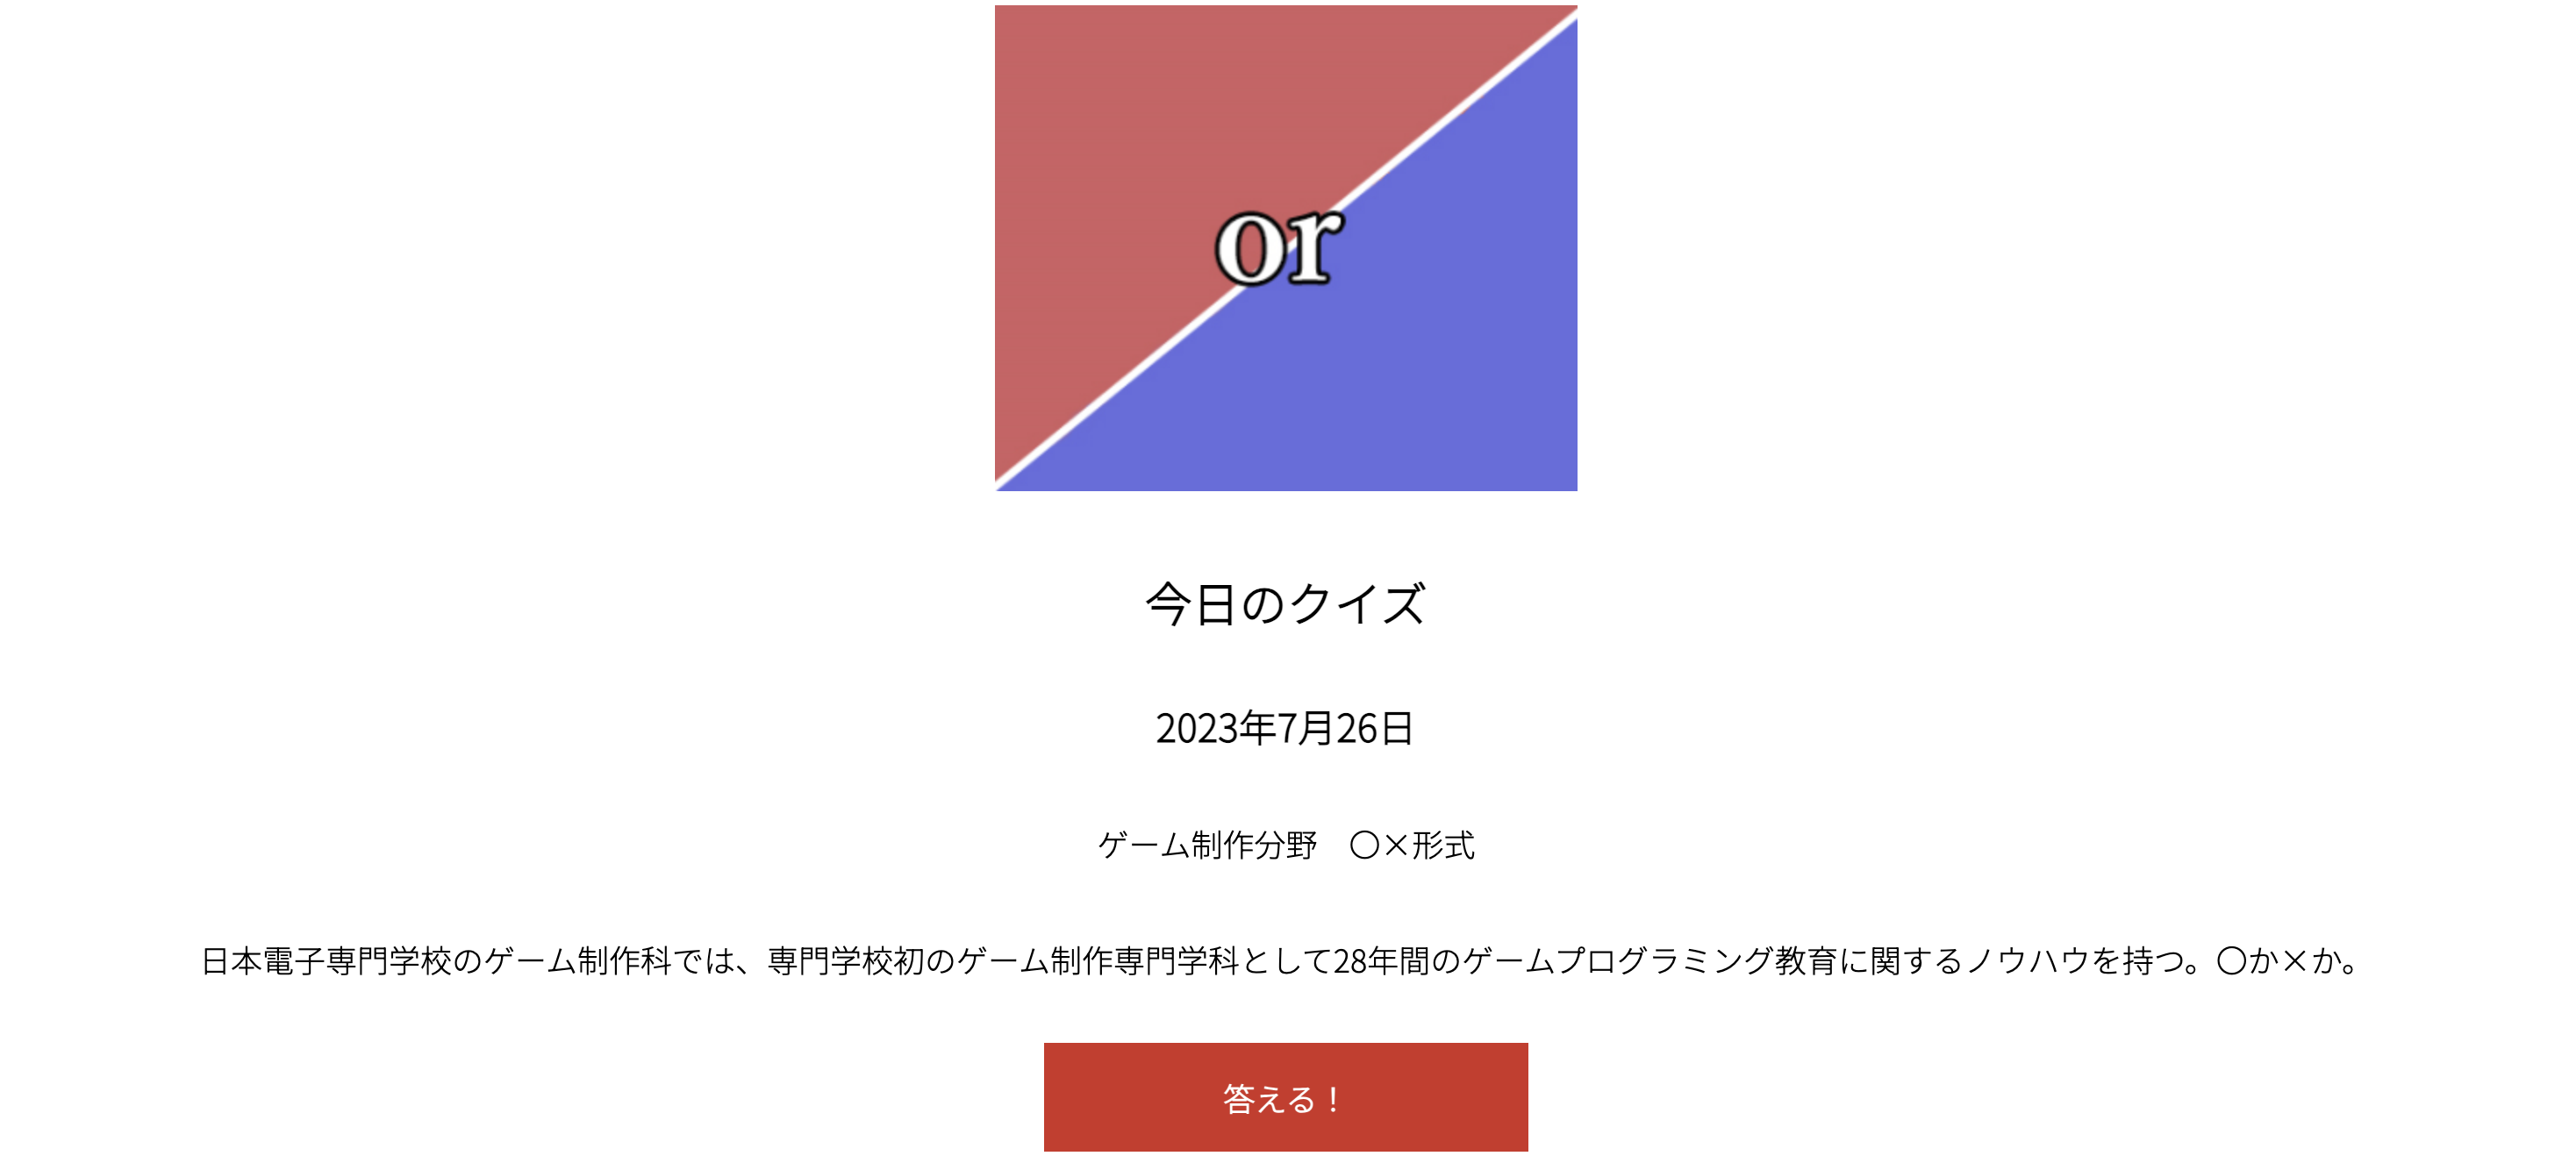 or
今日のクイズ
2023年7月26日
ゲーム制作分野　〇×形式
日本電子専門学校のゲーム制作科では、専門学校初のゲーム制作専門学科として28年間のゲームプログラミング教育に関するノウハウを持つ。〇か×か。
答える！